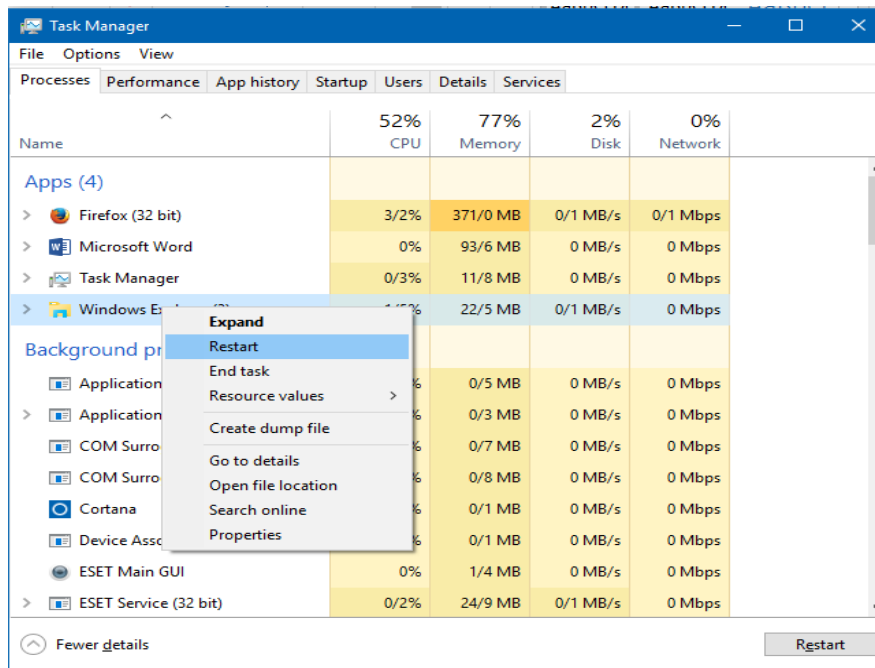 Task Manager
File Options View
Processes Performance App history Startup Users Details Services
52% 77% 2% 0%
Name CPU Memory Disk Network
Apps (4)
Firefox (32 bit) 3/2% 371/0 MB 0/1 MB/s 0/1 Mbps
Microsoft Word 0% 93/6 MB 0 MB/s 0 Mbps
Task Manager 0/3% 11/8 MB 0 MB/s 0 Mbps
Windows 22/5 MB 0/1 MB/s 0 Mbps
Expand
Background
Restart
End task
Application % 0/5 MB 0 MB/s 0 Mbps
Resource values
Application % 0/3 MB 0 MB/s 0 Mbps
Create dump file
COM Surro % 0/7 MB 0 MB/s 0 Mbps
Go to details
COM Surro % 0/8 MB 0 MB/s 0 Mbps
Open file location
Cortana % 0/1 MB 0 MB/s 0 Mbps
Search online
Device % 0/1 MB 0 MB/s 0 Mbps
Properties
ESET Main GUI 0% 1/4 MB 0 MB/s 0 Mbps
ESET Service (32 bit) 0/2% 24/9 MB 0/1 MB/s 0 Mbps
Fewer details Restart